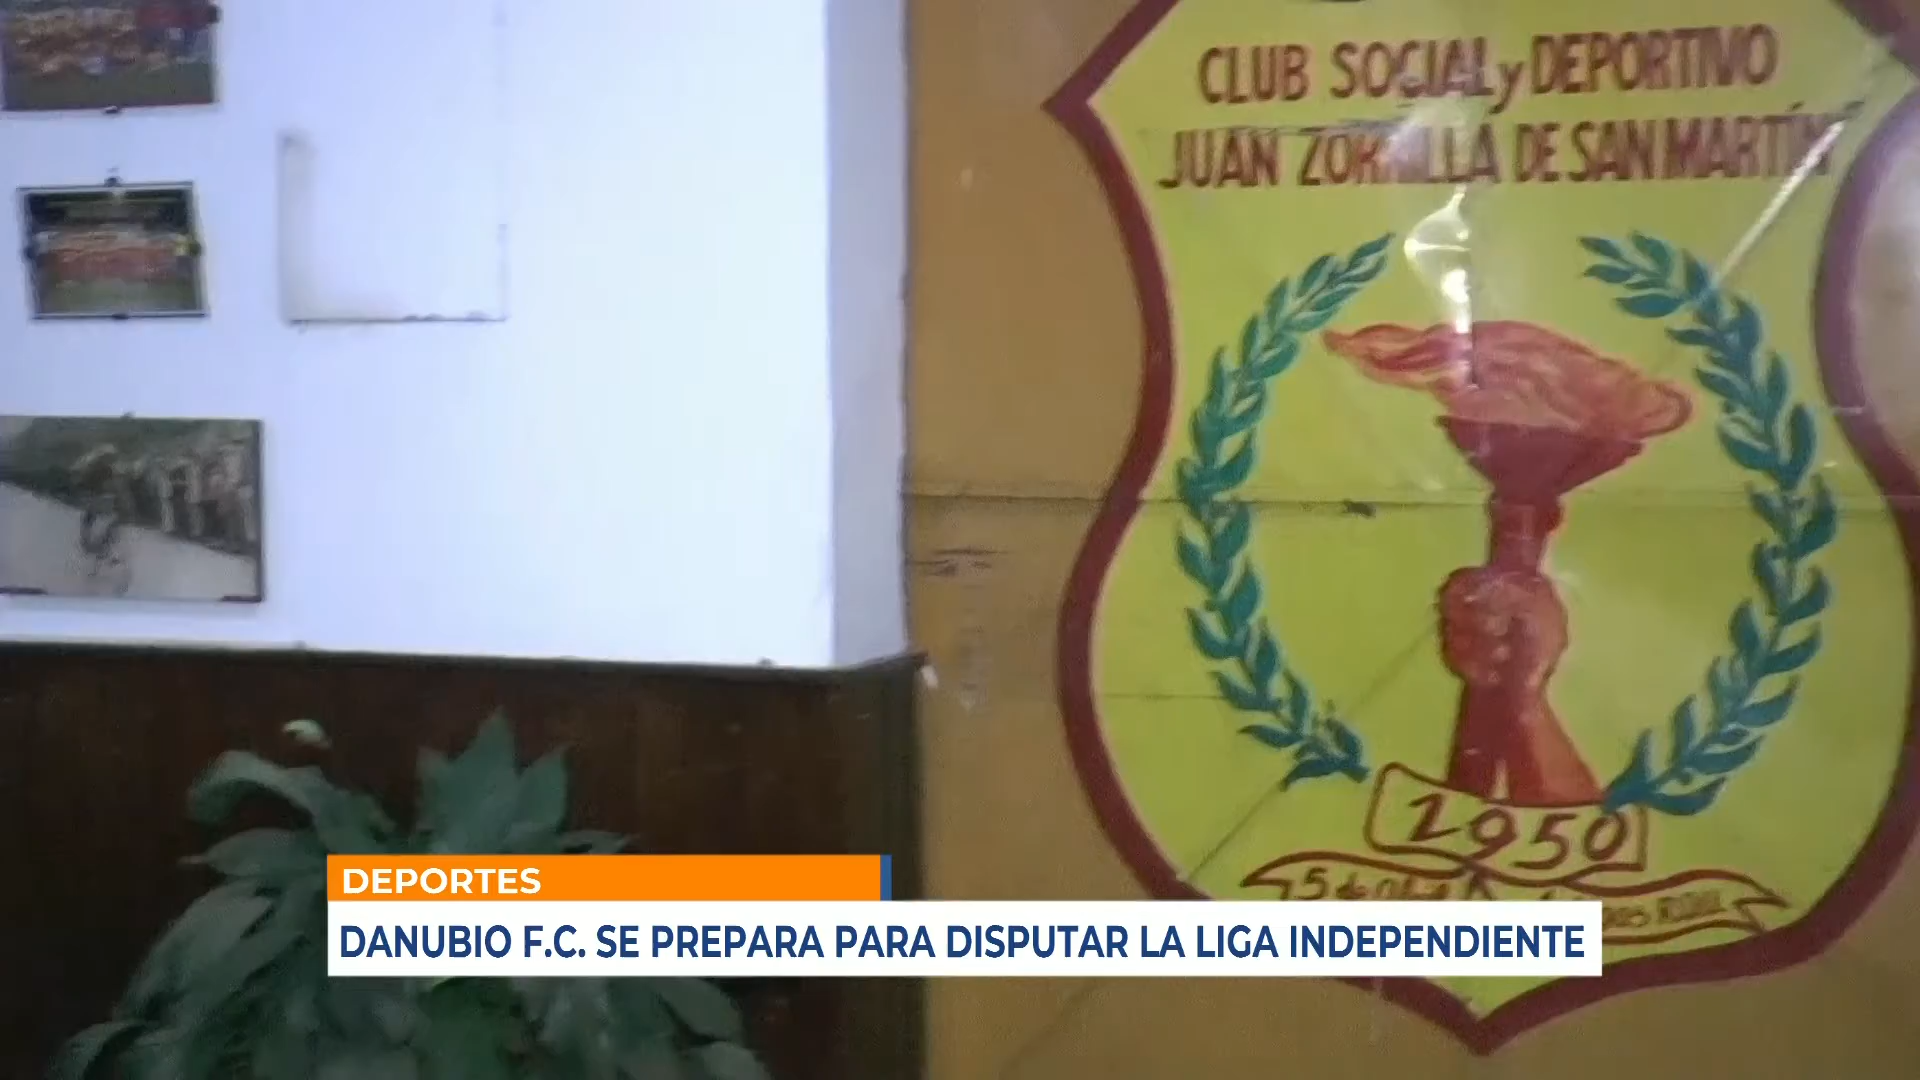 CLUB SOCIAL y DEPORTIVO
JUAN ZORRILLA DE SAN MARTÍN
1950
DEPORTES
DANUBIO F.C. SE PREPARA PARA DISPUTAR LA LIGA INDEPENDIENTE